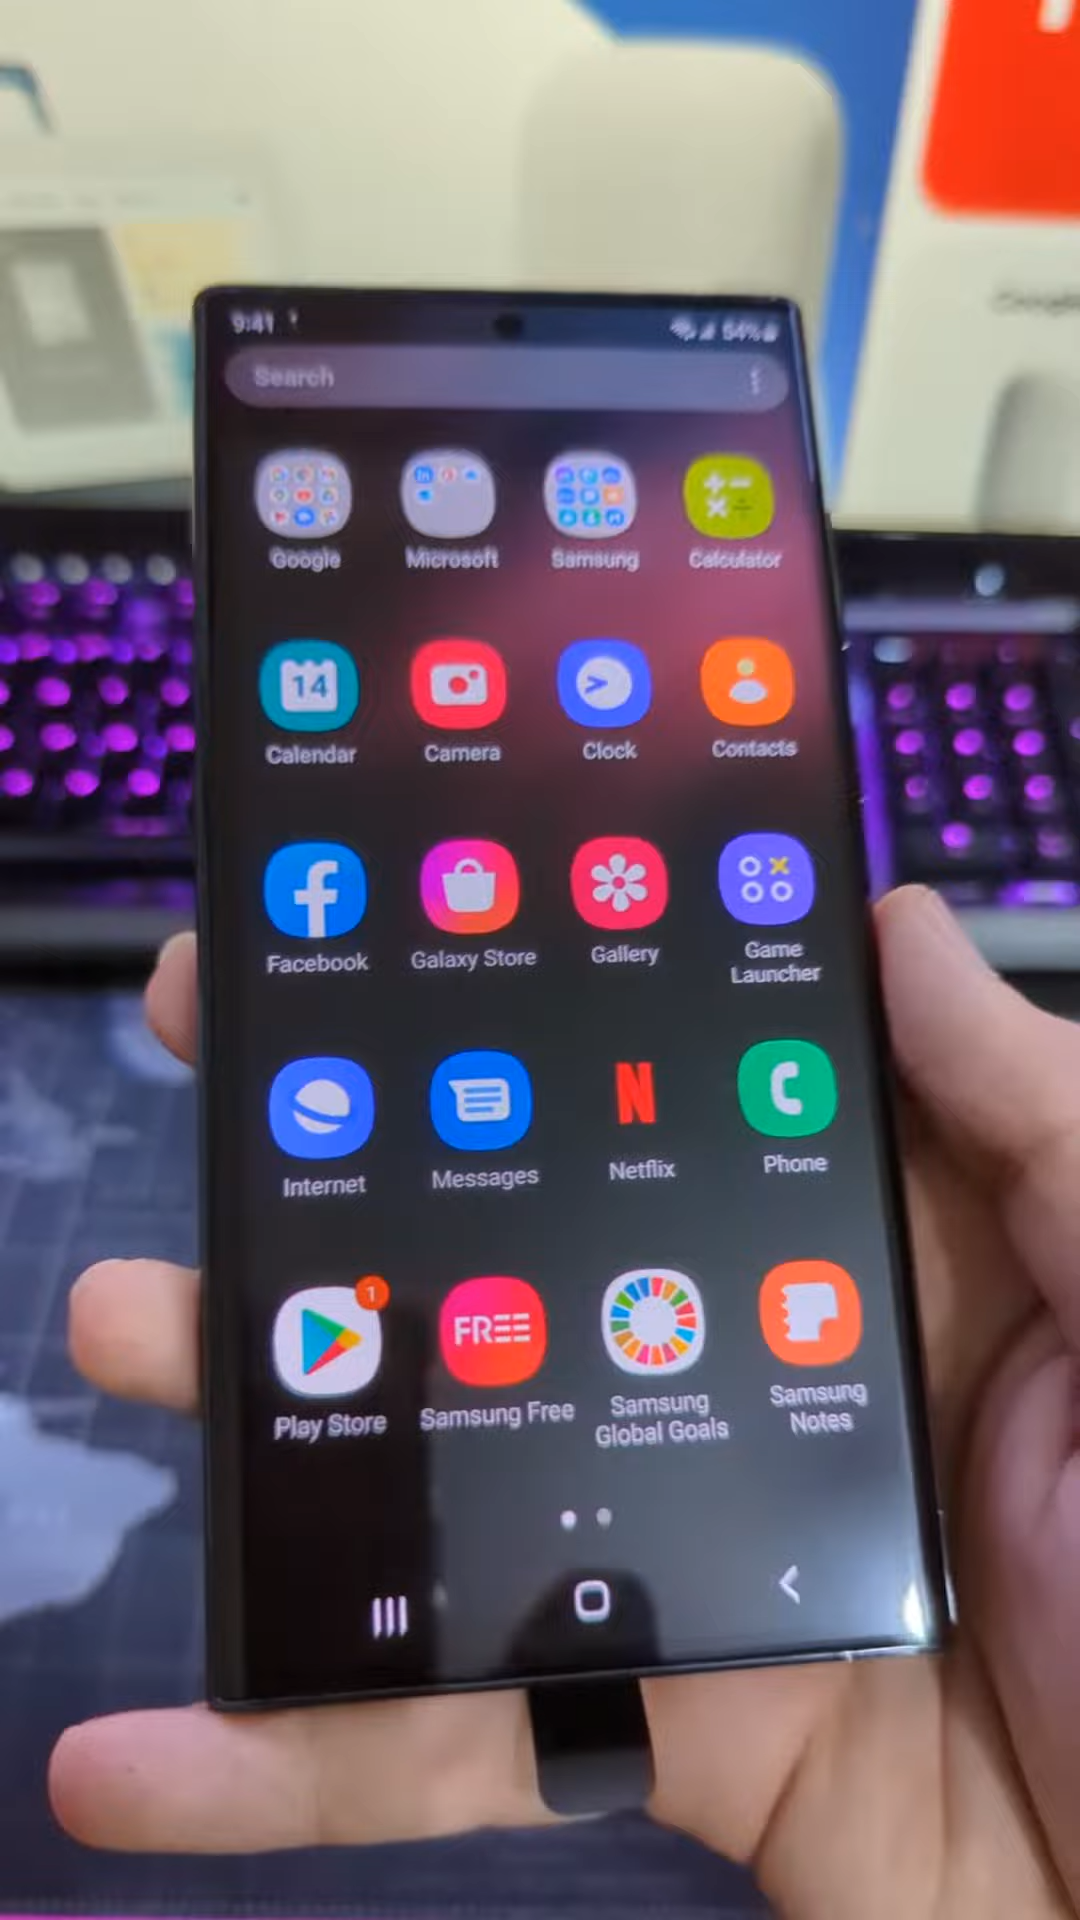 9:41
54%
Search
Google
Microsoft
Samsung
Calculator
14
Calendar
Camera
Clock
Contacts
Facebook
Galaxy Store
Gallery
Game
Launcher
Internet
Messages
N
Netflix
Phone
1
FREE
Play Store
Samsung Free
Samsung
Global Goals
Samsung
Notes